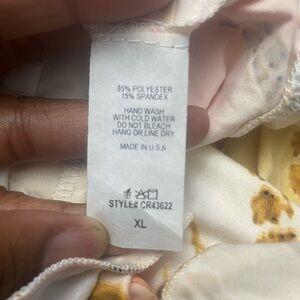 85% POLYESTER
15% SPANDEX
HAND WASH
WITH COLD WATER
DO NOT BLEACH
HANG OR LINE DRY
MADE IN U.S.A
STYLE# CR43622
XL